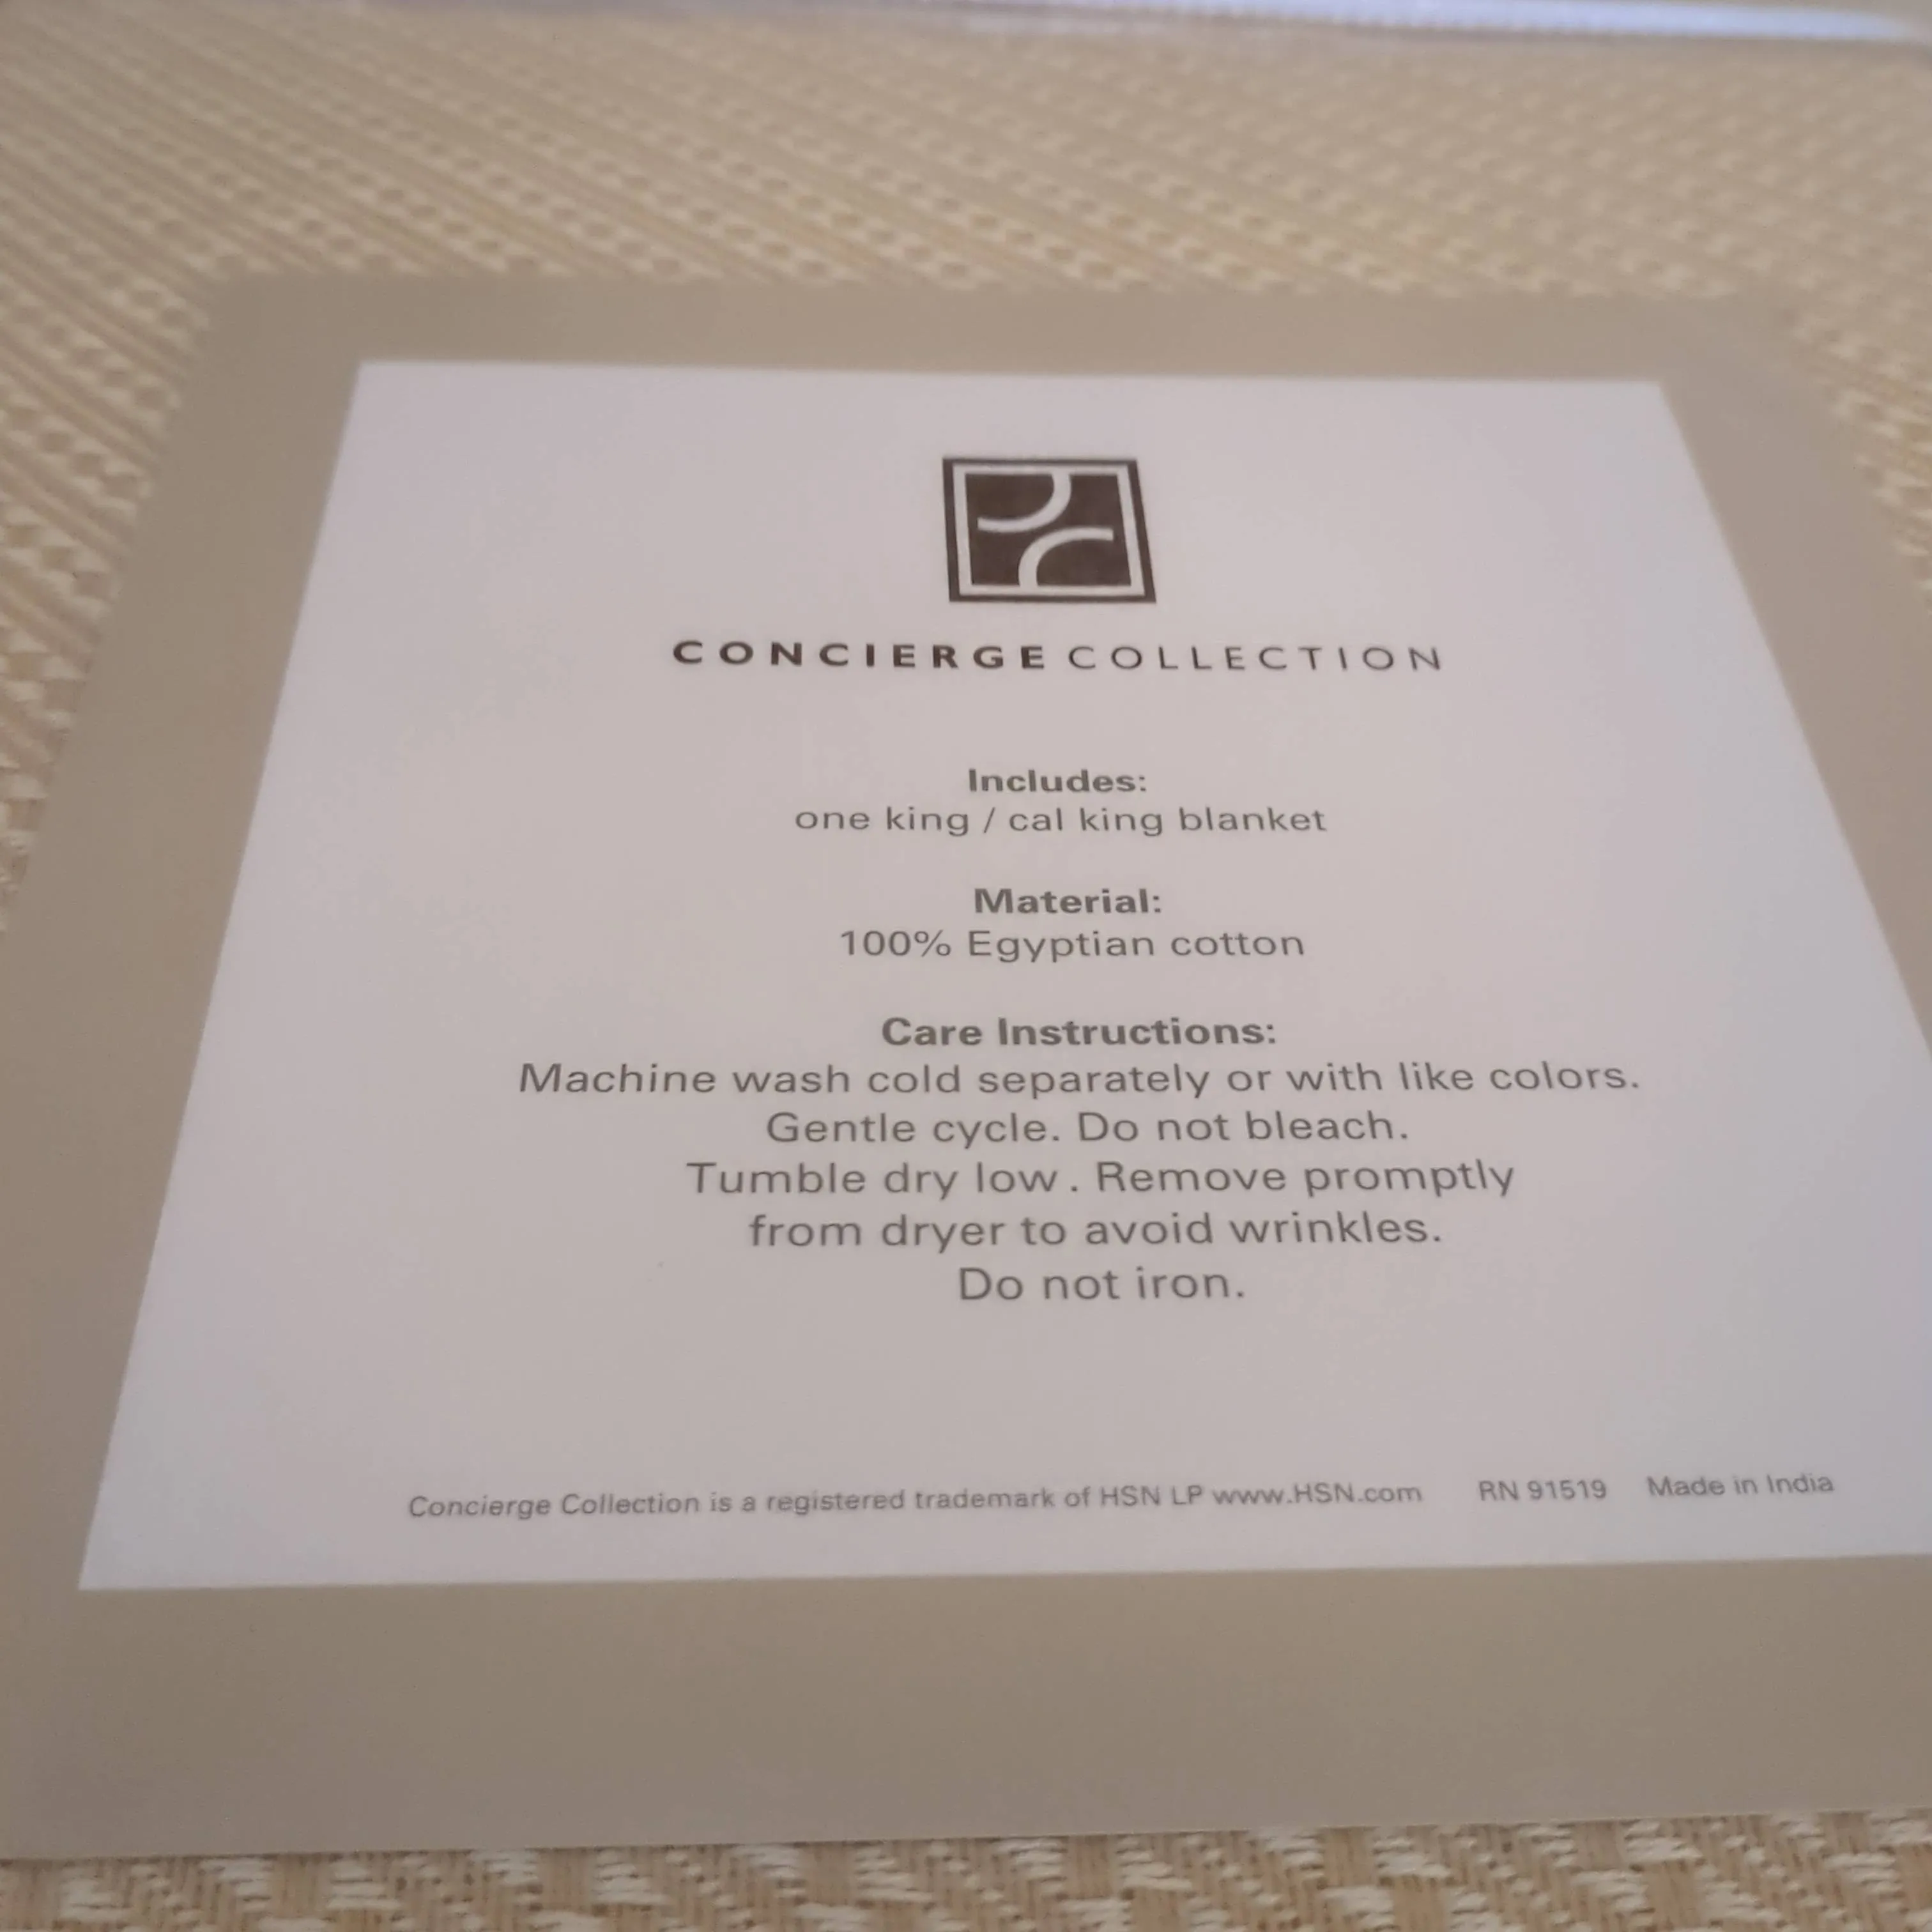 CONCIERGE COLLECTION
Includes:
one king / cal king blanket
Material:
100% Egyptian cotton
Care Instructions:
Machine wash cold separately or with like colors.
Gentle cycle. Do not bleach.
Tumble dry low . Remove promptly
from dryer to avoid wrinkles.
Do not iron.
Concierge Collection is a registered trademark of HSN LP www.HSN.com RN 91519 Made in India